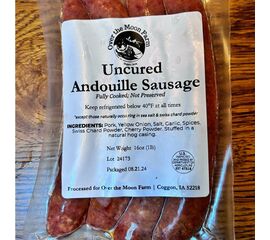 Over the Moon Farm
Uncured
Andouille Sausage
Fully Cooked; Not Preserved
Keep refrigerated below 40°F at all times
*except those naturally occurring in sea salt & swiss chard powder
INGREDIENTS: Pork, Yellow Onion, Salt, Garlic, Spices,
Swiss Chard Powder, Cherry Powder, Stuffed in a
natural hog casing.
Net Weight 16oz (1lb)
Lot 24173
Packaged 08.21.24
Processed for Over the Moon Farm | Coggon, IA 52218